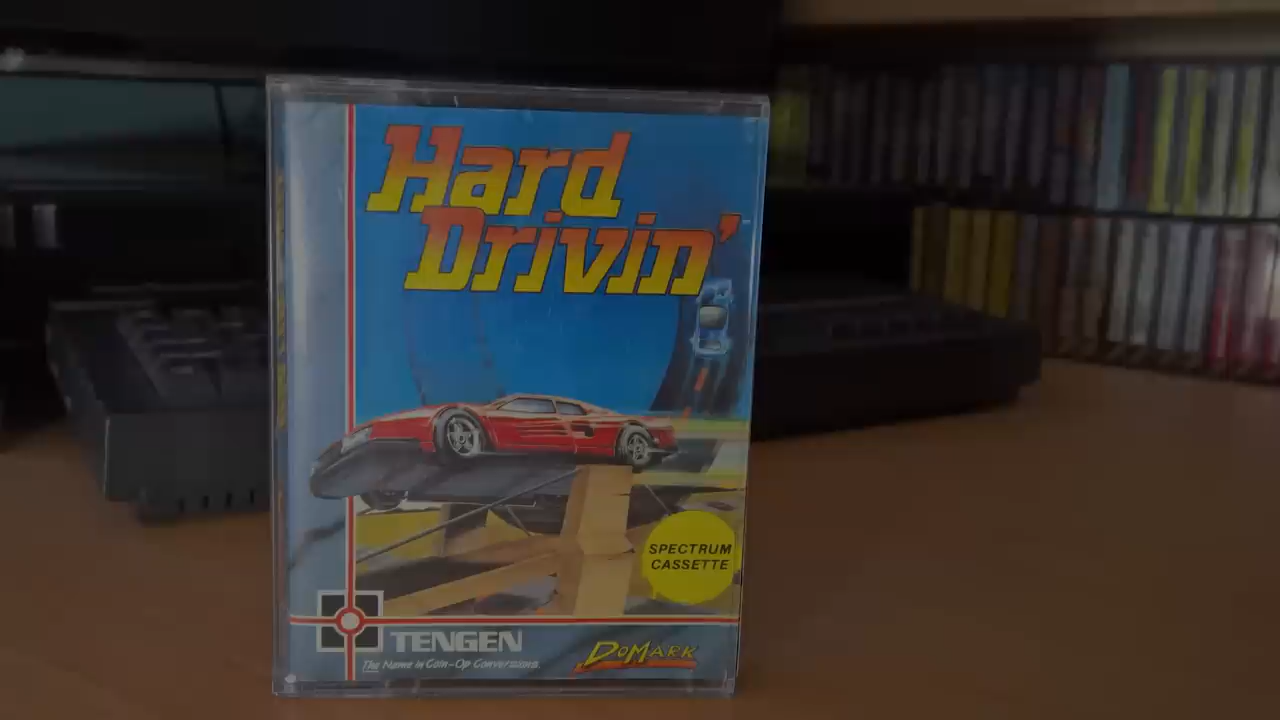 Hard
Drivin'
SPECTRUM
CASSETTE
TENGEN
The Name in Coin-Op Conversions.
DOMARK